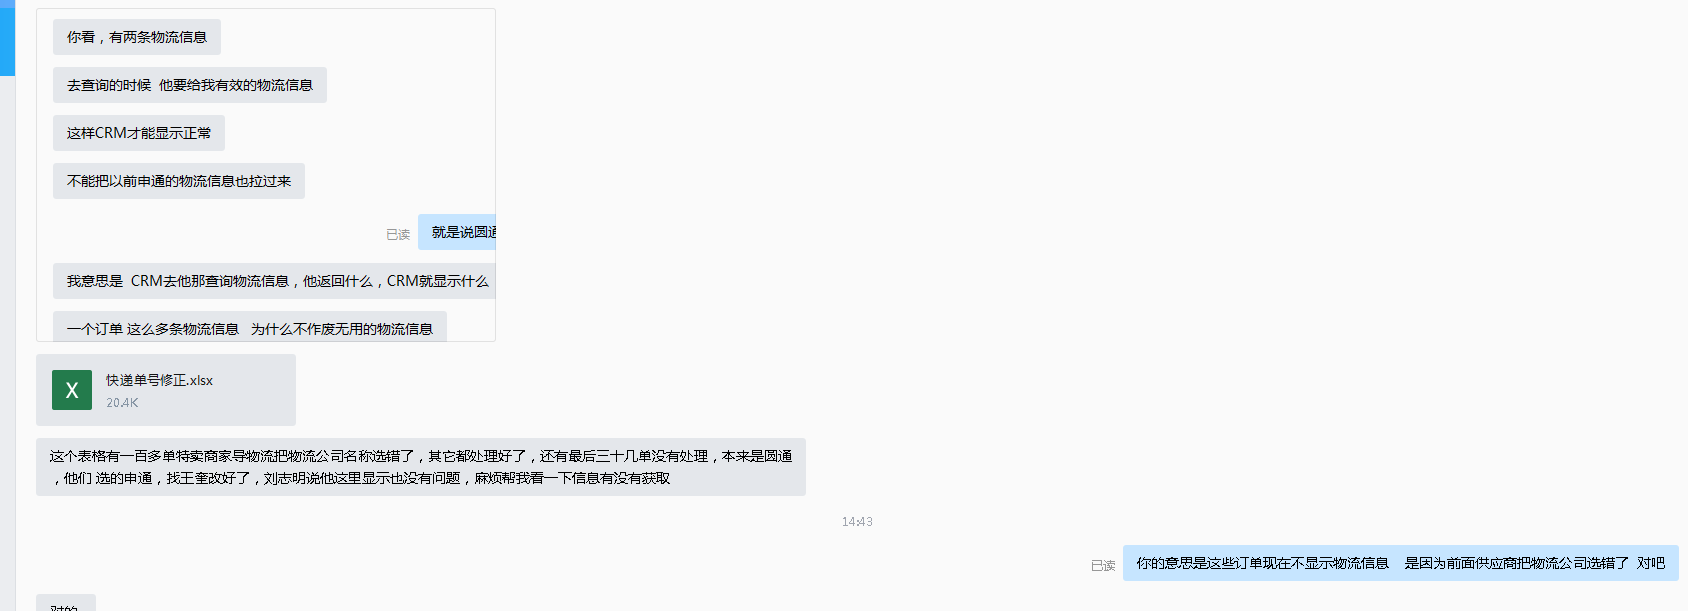 你看，有两条物流信息
去查询的时候  他要给我有效的物流信息
这样CRM才能显示正常
不能把以前申通的物流信息也拉过来
已读
就是说圆通
我意思是  CRM去他那查询物流信息，他返回什么，CRM就显示什么
一个订单 这么多条物流信息   为什么不作废无用的物流信息
X
快递单号修正.xlsx
20.4K
这个表格有一百多单特卖商家导物流把物流公司名称选错了，其它都处理好了，还有最后三十几单没有处理，本来是圆通
，他们 选的申通，找王奎改好了，刘志明说他这里显示也没有问题，麻烦帮我看一下信息有没有获取
14:43
已读
你的意思是这些订单现在不显示物流信息    是因为前面供应商把物流公司选错了  对吧
对的